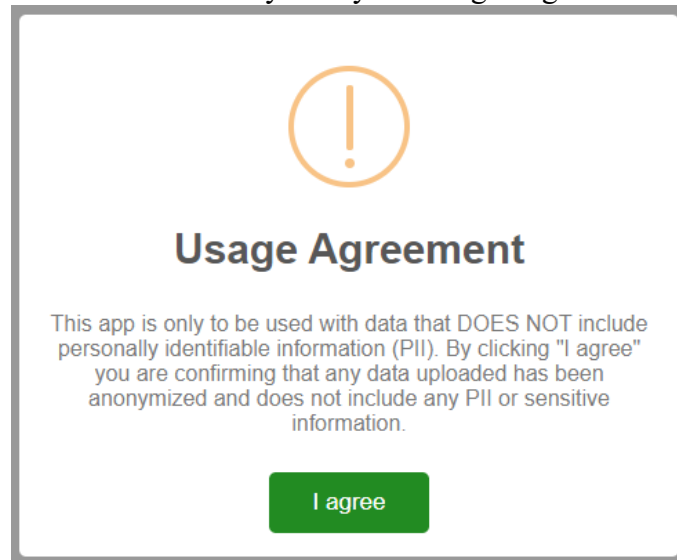 Usage Agreement
This app is only to be used with data that DOES NOT include
personally identifiable information (PII). By clicking "I agree"
you are confirming that any data uploaded has been
anonymized and does not include any PII or sensitive
information.
I agree